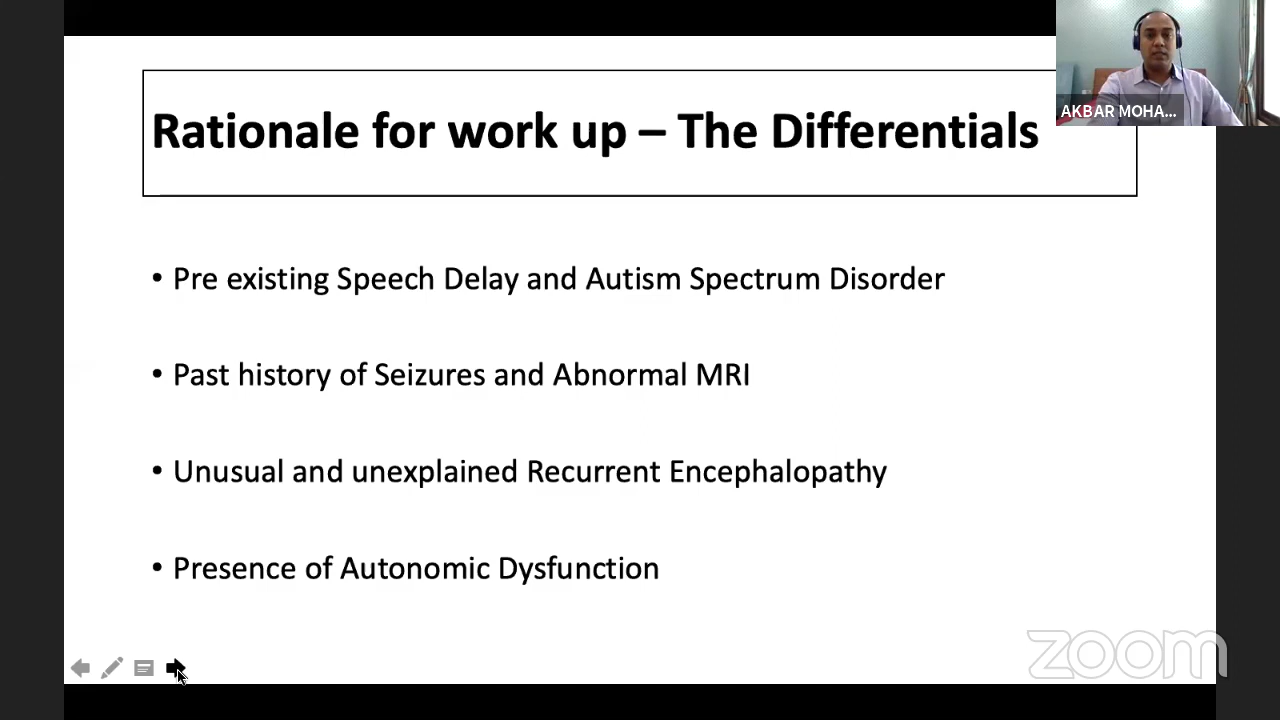 AKBAR MOHA...
Rationale for work up – The Differentials
• Pre existing Speech Delay and Autism Spectrum Disorder
• Past history of Seizures and Abnormal MRI
• Unusual and unexplained Recurrent Encephalopathy
• Presence of Autonomic Dysfunction
zoom